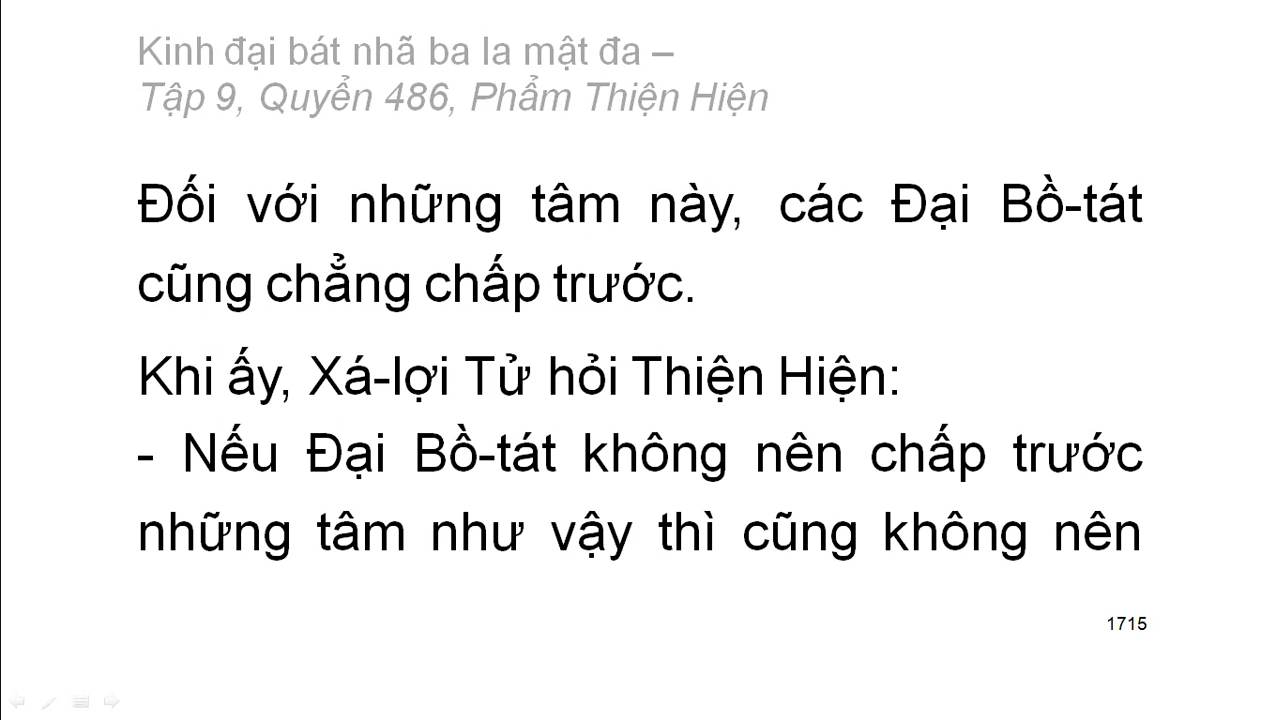 Kinh đại bát nhã ba la mật đa –
Tập 9, Quyển 486, Phẩm Thiện Hiện
Đối với những tâm này, các Đại Bồ-tát
cũng chẳng chấp trước.
Khi ấy, Xá-lợi Tử hỏi Thiện Hiện:
- Nếu Đại Bồ-tát không nên chấp trước
những tâm như vậy thì cũng không nên
1715